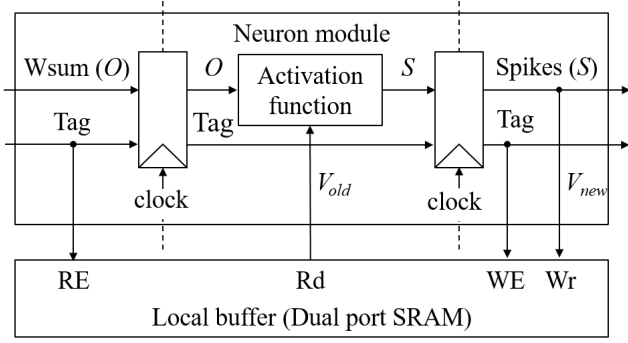 Neuron module
Wsum (O)
O
Activation
function
S
Spikes (S)
Tag
Tag
Tag
clock
V_old
clock
V_new
RE
Rd
WE
Wr
Local buffer (Dual port SRAM)